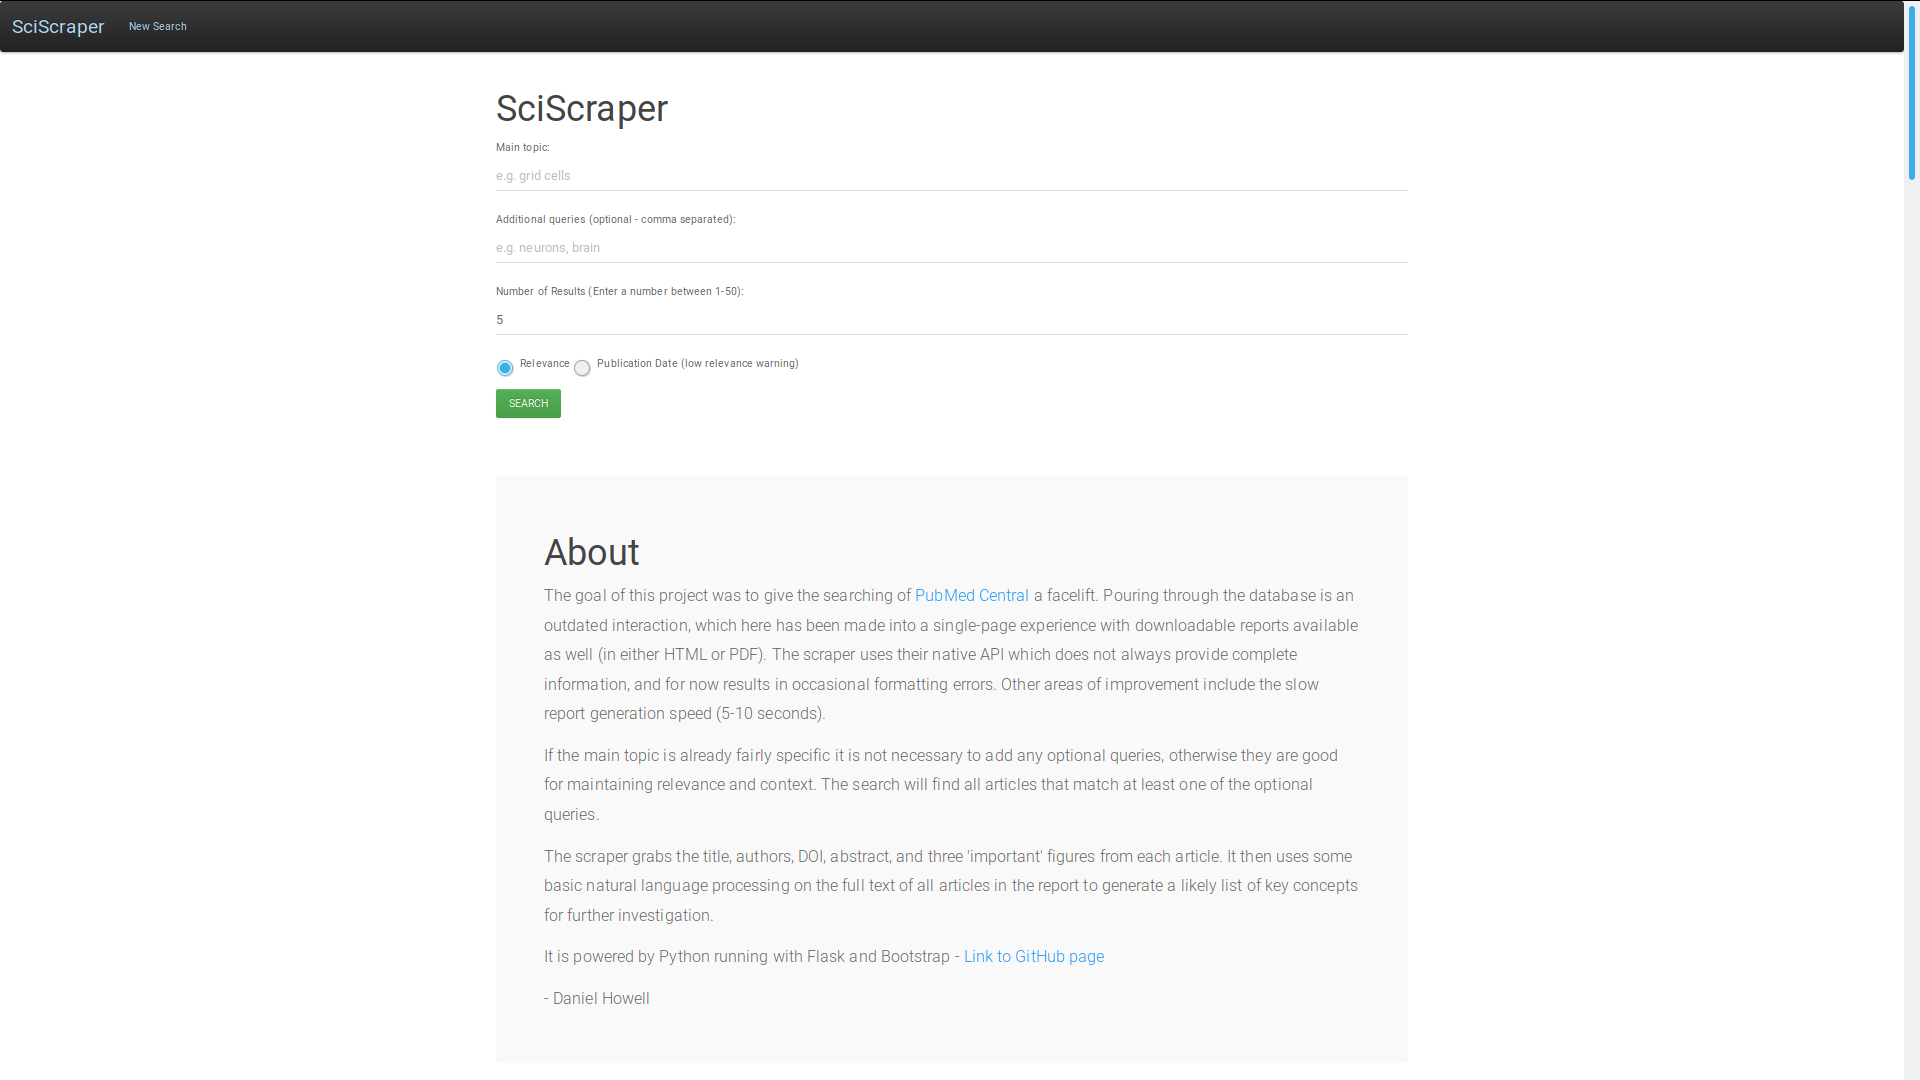 SciScraper New Search
SciScraper
Main topic:
e.g. grid cells
Additional queries (optional - comma separated):
e.g. neurons, brain
Number of Results (Enter a number between 1-50):
5
Relevance Publication Date (low relevance warning)
SEARCH
About
The goal of this project was to give the searching of PubMed Central a facelift. Pouring through the database is an
outdated interaction, which here has been made into a single-page experience with downloadable reports available
as well (in either HTML or PDF). The scraper uses their native API which does not always provide complete
information, and for now results in occasional formatting errors. Other areas of improvement include the slow
report generation speed (5-10 seconds).
If the main topic is already fairly specific it is not necessary to add any optional queries, otherwise they are good
for maintaining relevance and context. The search will find all articles that match at least one of the optional
queries.
The scraper grabs the title, authors, DOI, abstract, and three 'important' figures from each article. It then uses some
basic natural language processing on the full text of all articles in the report to generate a likely list of key concepts
for further investigation.
It is powered by Python running with Flask and Bootstrap - Link to GitHub page
- Daniel Howell